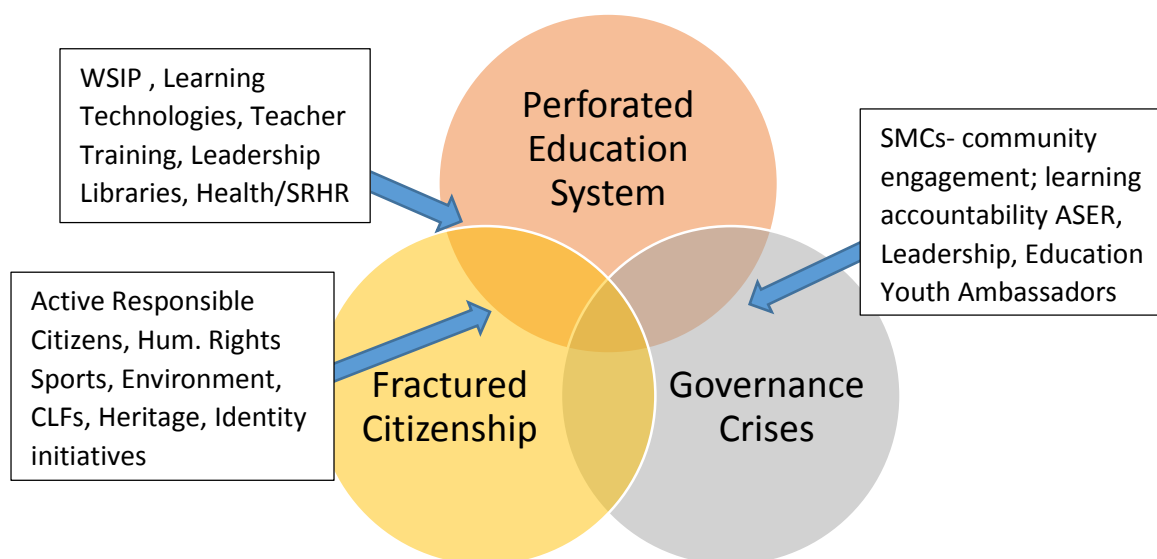 WSIP , Learning
Technologies, Teacher
Training, Leadership
Libraries, Health/SRHR
Perforated
Education
System
SMCs- community
engagement; learning
accountability ASER,
Leadership, Education
Youth Ambassadors
Active Responsible
Citizens, Hum. Rights
Sports, Environment,
CLFs, Heritage, Identity
initiatives
Fractured
Citizenship
Governance
Crises